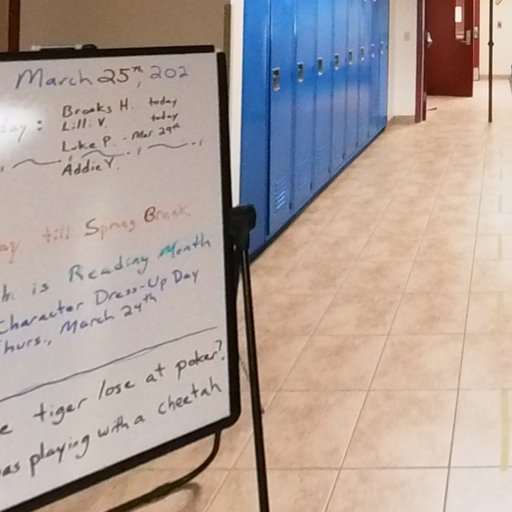 March 25th, 202
day: Brooks H. today
Lilli V. today
Luke P. - Mar 29th
Addie Y.
ay till Spring Break
h is Reading Month
Character Dress-Up Day
hurs., March 24th
e tiger lose at poker?
as playing with a cheetah